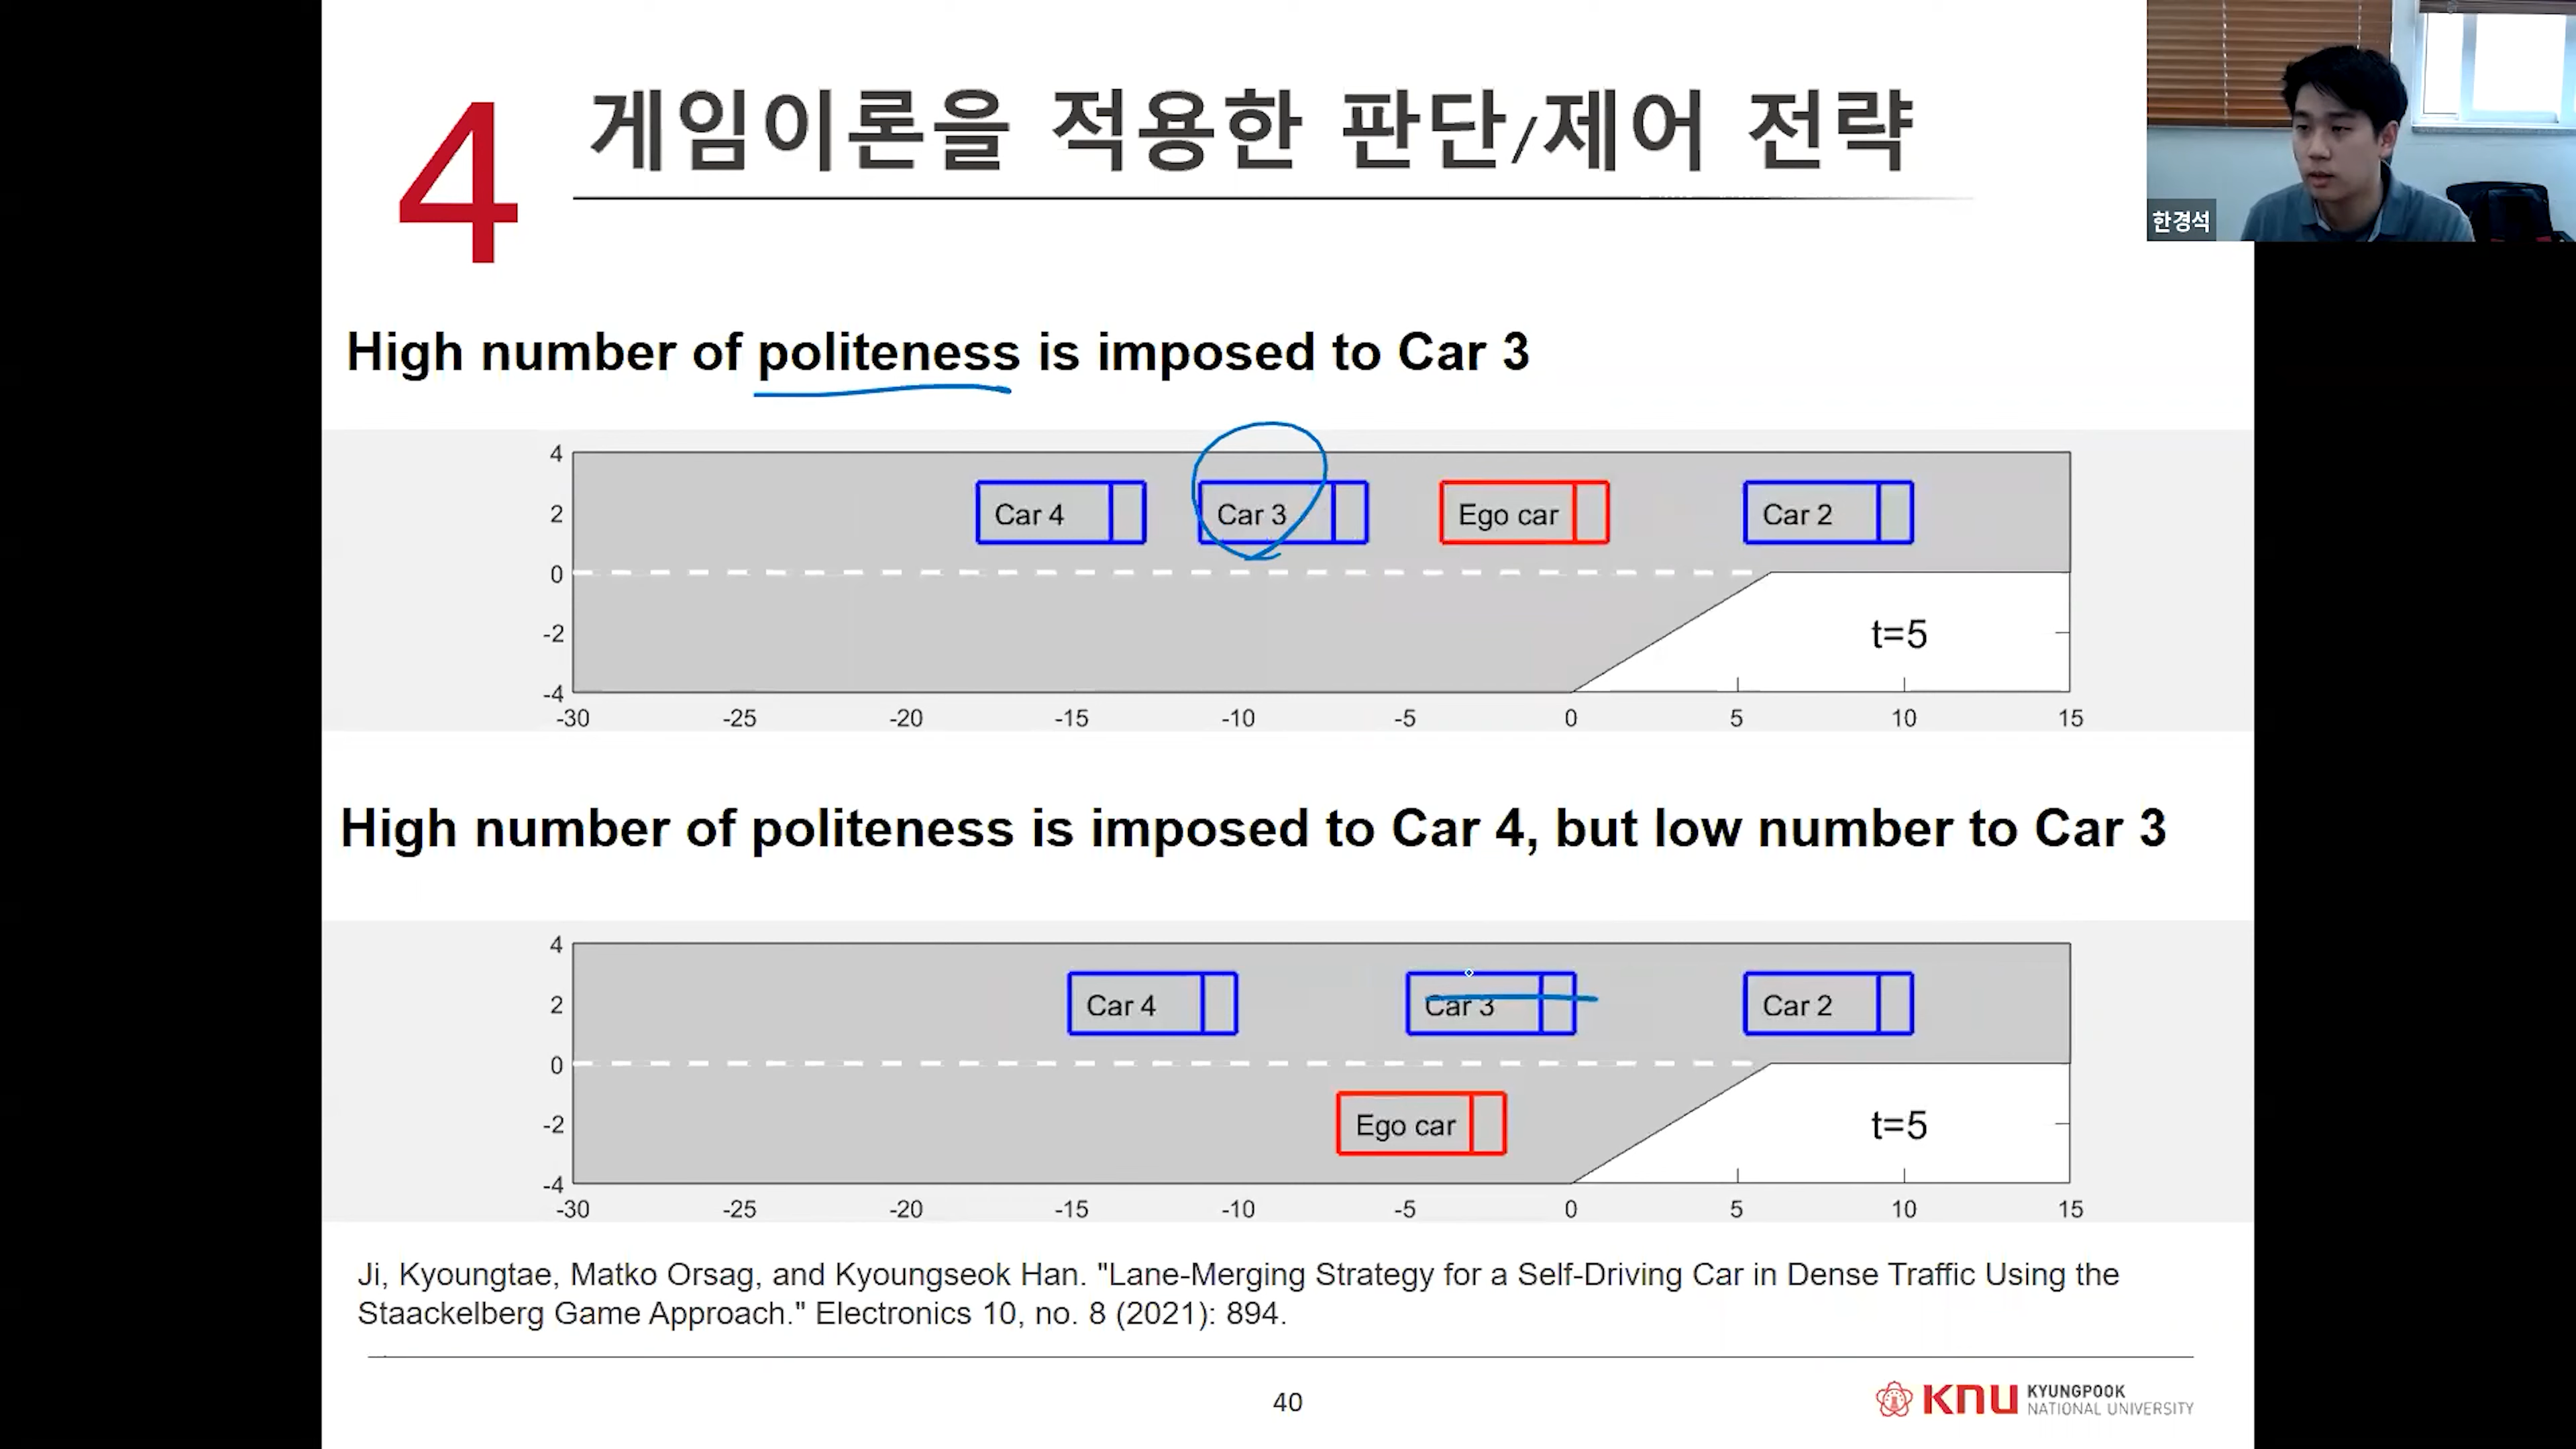 4
게임이론을 적용한 판단/제어 전략
한경석
High number of politeness is imposed to Car 3
4
2
0
-2
-4
Car 4
Car 3
Ego car
Car 2
t=5
-30 -25 -20 -15 -10 -5 0 5 10 15
High number of politeness is imposed to Car 4, but low number to Car 3
4
2
0
-2
-4
Car 4
Car 3
Car 2
Ego car
t=5
-30 -25 -20 -15 -10 -5 0 5 10 15
Ji, Kyoungtae, Matko Orsag, and Kyoungseok Han. "Lane-Merging Strategy for a Self-Driving Car in Dense Traffic Using the
Staackelberg Game Approach." Electronics 10, no. 8 (2021): 894.
40
KNU KYUNGPOOK
NATIONAL UNIVERSITY